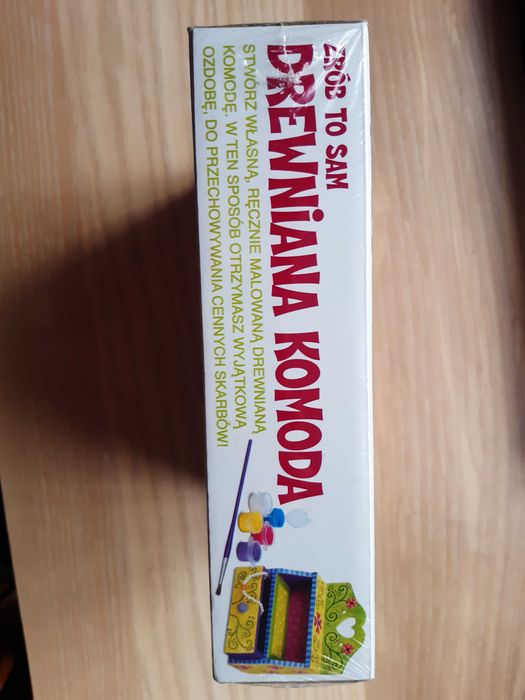 ZRÓB TO SAM
DREWNiANA KOMODA
STWÓRZ WŁASNĄ, RĘCZNIE MALOWANĄ DREWNIANĄ
KOMODĘ. W TEN SPOSÓB OTRZYMASZ WYJĄTKOWĄ
OZDOBĘ, DO PRZECHOWYWANIA CENNYCH SKARBÓW!